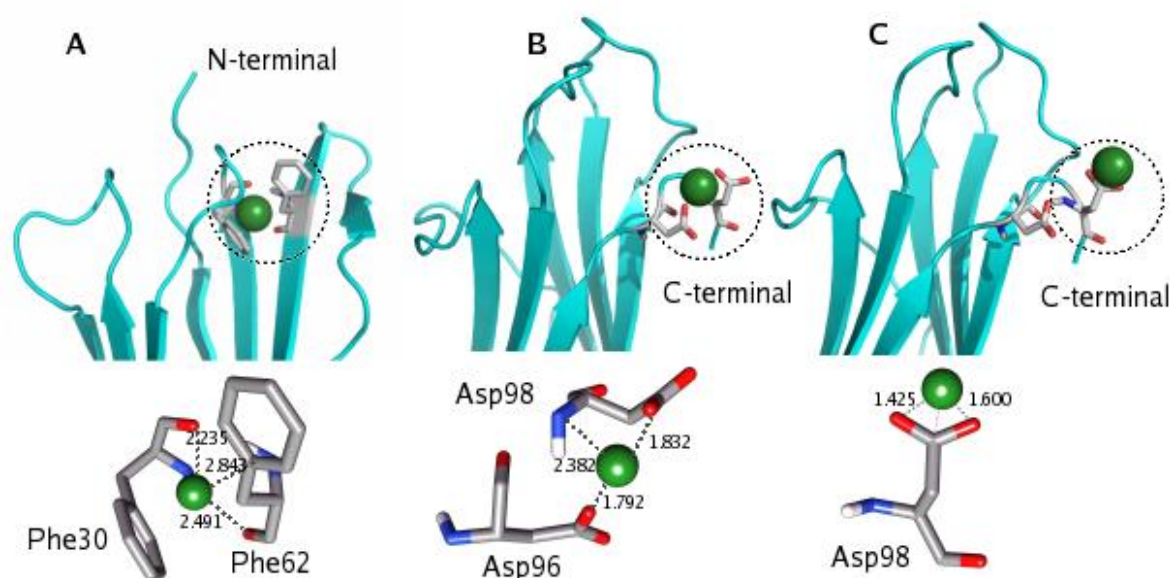 A
N-terminal
B
C-terminal
C
C-terminal
2.235
2.843
2.491
Phe30
Phe62
Asp98
1.832
2.382
1.792
Asp96
1.425
1.600
Asp98